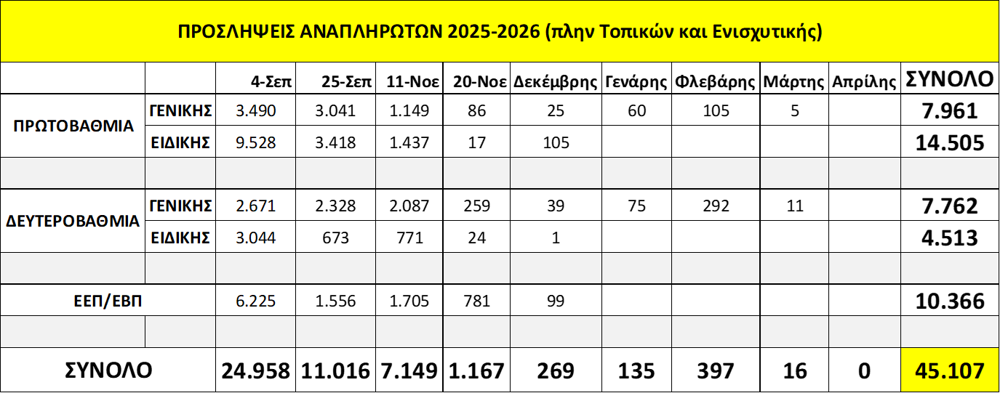 ΠΡΟΣΛΗΨΕΙΣ ΑΝΑΠΛΗΡΩΤΩΝ 2025-2026 (πλην Τοπικών και Ενισχυτικής)
4-Σεπ 25-Σεπ 11-Νοε 20-Νοε Δεκέμβρης Γενάρης Φλεβάρης Μάρτης Απρίλης ΣΥΝΟΛΟ
ΠΡΩΤΟΒΑΘΜΙΑ ΓΕΝΙΚΗΣ 3.490 3.041 1.149 86 25 60 105 5 7.961
ΕΙΔΙΚΗΣ 9.528 3.418 1.437 17 105 14.505
ΔΕΥΤΕΡΟΒΑΘΜΙΑ ΓΕΝΙΚΗΣ 2.671 2.328 2.087 259 39 75 292 11 7.762
ΕΙΔΙΚΗΣ 3.044 673 771 24 1 4.513
ΕΕΠ/ΕΒΠ 6.225 1.556 1.705 781 99 10.366
ΣΥΝΟΛΟ 24.958 11.016 7.149 1.167 269 135 397 16 0 45.107